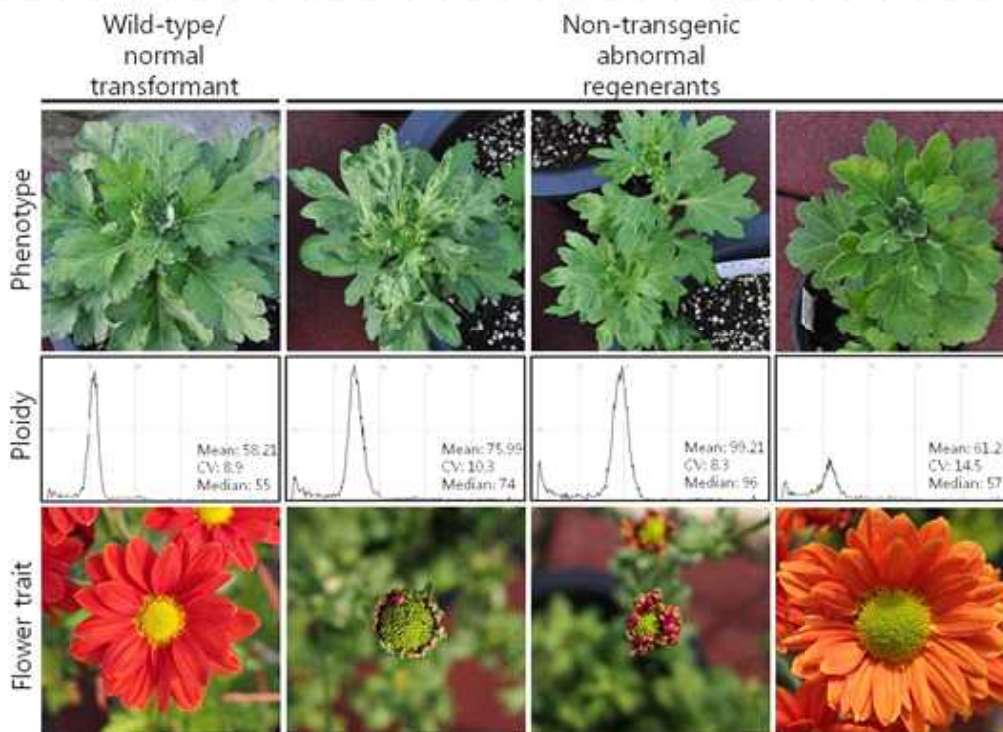 Wild-type/
normal
transformant
Non-transgenic
abnormal
regenerants
Phenotype
Ploidy
Mean: 58.21
CV: 8.9
Median: 55
Mean: 75.99
CV: 10.3
Median: 74
Mean: 99.21
CV: 8.3
Median: 96
Mean: 61.2
CV: 14.5
Median: 57
Flower trait